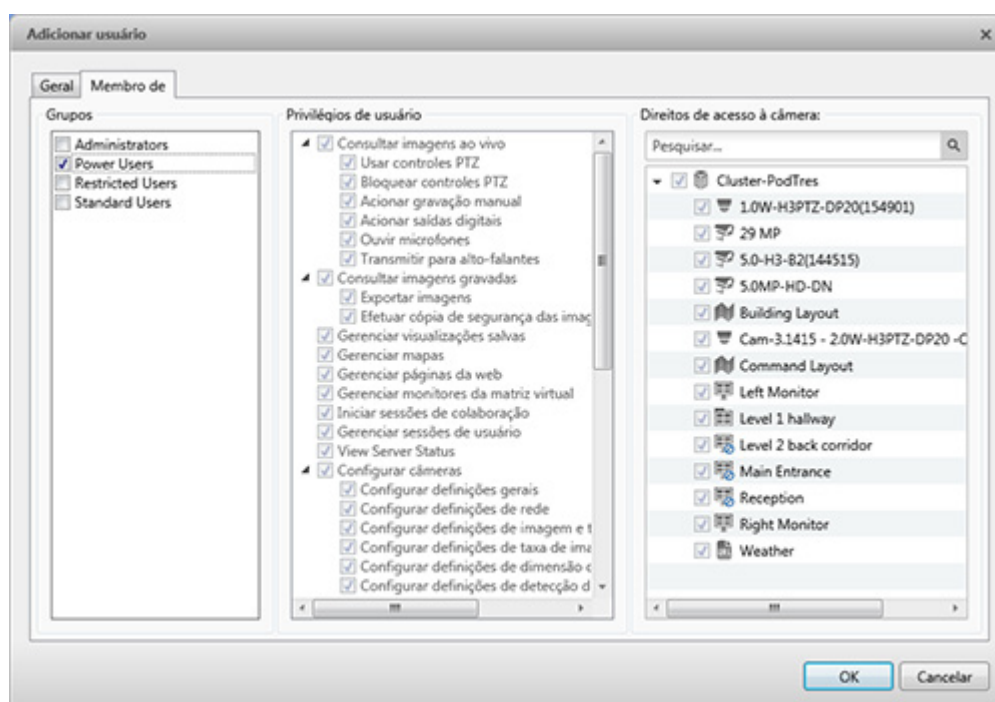 Adicionar usuário
Geral
Membro de
Grupos
Administrators
Power Users
Restricted Users
Standard Users
Privilégios de usuário
Consultar imagens ao vivo
Usar controles PTZ
Bloquear controles PTZ
Acionar gravação manual
Acionar saídas digitais
Ouvir microfones
Transmitir para alto-falantes
Consultar imagens gravadas
Exportar imagens
Efetuar cópia de segurança das imag
Gerenciar visualizações salvas
Gerenciar mapas
Gerenciar páginas da web
Gerenciar monitores da matriz virtual
Iniciar sessões de colaboração
Gerenciar sessões de usuário
View Server Status
Configurar câmeras
Configurar definições gerais
Configurar definições de rede
Configurar definições de imagem e t
Configurar definições de taxa de ima
Configurar definições de dimensão c
Configurar definições de detecção d
Direitos de acesso à câmera:
Pesquisar...
Cluster-PodTres
1.0W-H3PTZ-DP20(154901)
29 MP
5.0-H3-B2(144515)
5.0MP-HD-DN
Building Layout
Cam-3.1415 - 2.0W-H3PTZ-DP20 -C
Command Layout
Left Monitor
Level 1 hallway
Level 2 back corridor
Main Entrance
Reception
Right Monitor
Weather
OK
Cancelar